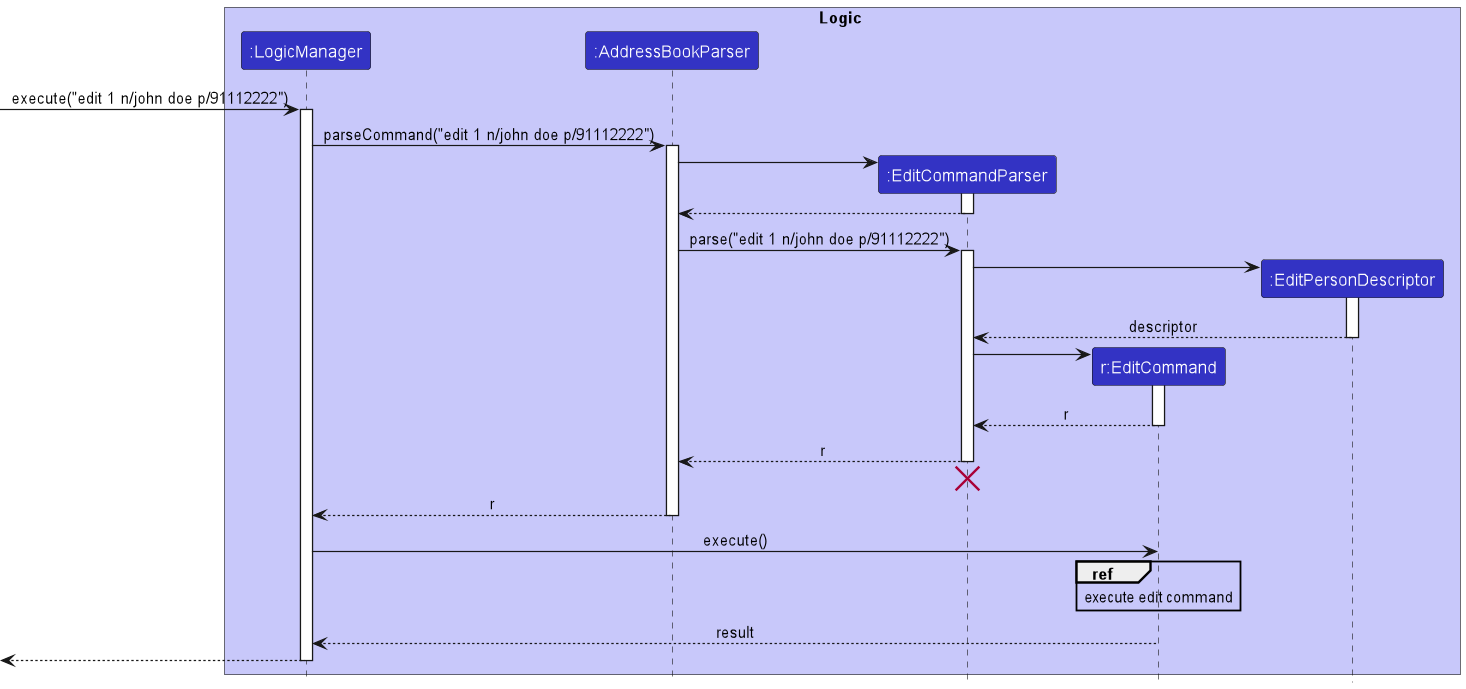 Logic
:LogicManager
:AddressBookParser
execute("edit 1 n/john doe p/91112222")
parseCommand("edit 1 n/john doe p/91112222")
:EditCommandParser
parse("edit 1 n/john doe p/91112222")
:EditPersonDescriptor
descriptor
r:EditCommand
r
r
r
execute()
ref
execute edit command
result